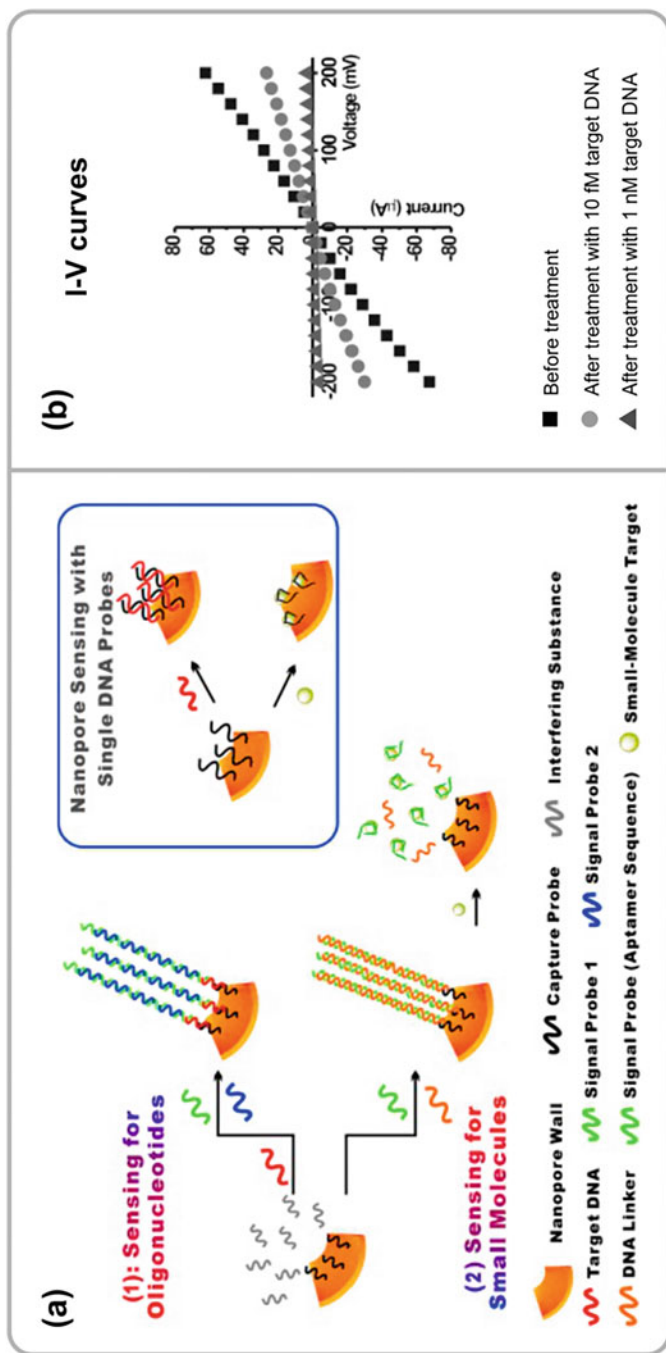 (a)
(1): Sensing for
Oligonucleotides
(2) Sensing for
Small Molecules
Nanopore Sensing with
Single DNA Probes
Nanopore Wall
Capture Probe
Interfering Substance
Target DNA
Signal Probe 1
Signal Probe 2
DNA Linker
Signal Probe (Aptamer Sequence)
Small-Molecule Target
(b)
I-V curves
80
60
40
20
0
-20
-40
-60
-80
Current (µA)
-200
-100
0
100
200
Voltage (mV)
Before treatment
After treatment with 10 fM target DNA
After treatment with 1 nM target DNA